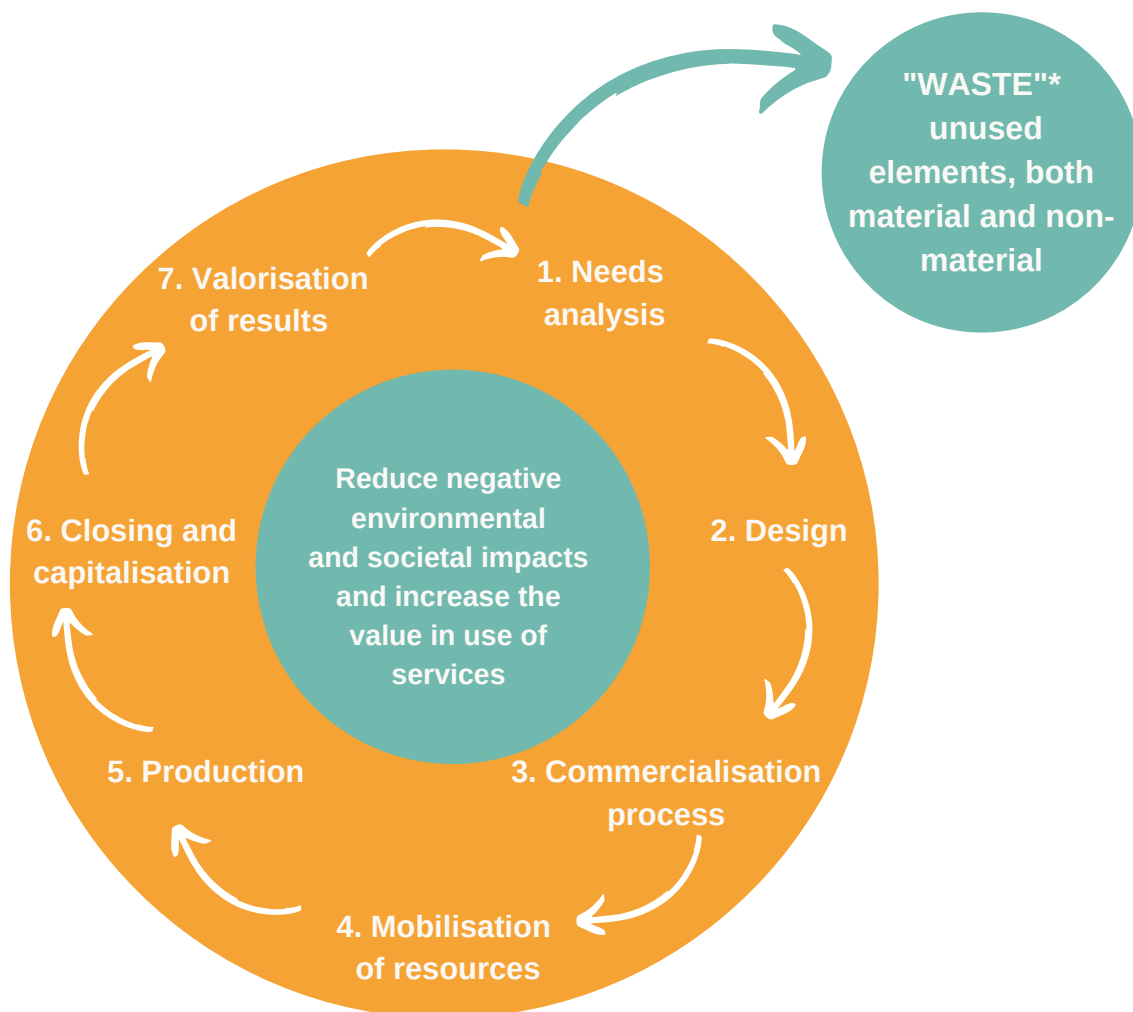 "WASTE"*
unused
elements, both
material and non-
material
1. Needs
analysis
2. Design
3. Commercialisation
process
4. Mobilisation
of resources
5. Production
6. Closing and
capitalisation
7. Valorisation
of results
Reduce negative
environmental
and societal impacts
and increase the
value in use of
services